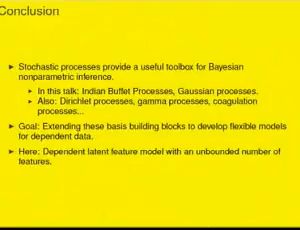 Conclusion
► Stochastic processes provide a useful toolbox for Bayesian
nonparametric inference.
► In this talk: Indian Buffet Processes, Gaussian processes.
► Also: Dirichlet processes, gamma processes, coagulation
processes...
► Goal: Extending these basis building blocks to develop flexible models
for dependent data.
► Here: Dependent latent feature model with an unbounded number of
features.